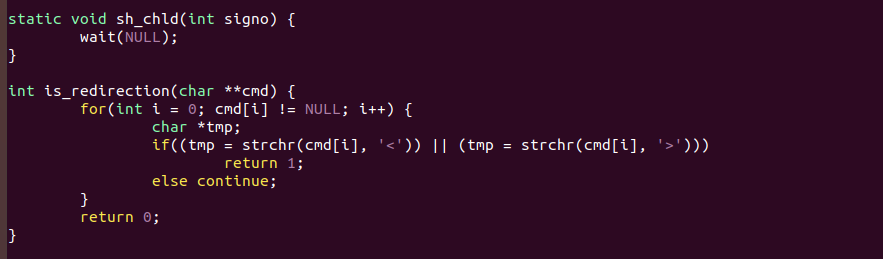 static void sh_chld(int signo) {
        wait(NULL);
}

int is_redirection(char **cmd) {
        for(int i = 0; cmd[i] != NULL; i++) {
                char *tmp;
                if((tmp = strchr(cmd[i], '<')) || (tmp = strchr(cmd[i], '>')))
                        return 1;
                else continue;
        }
        return 0;
}